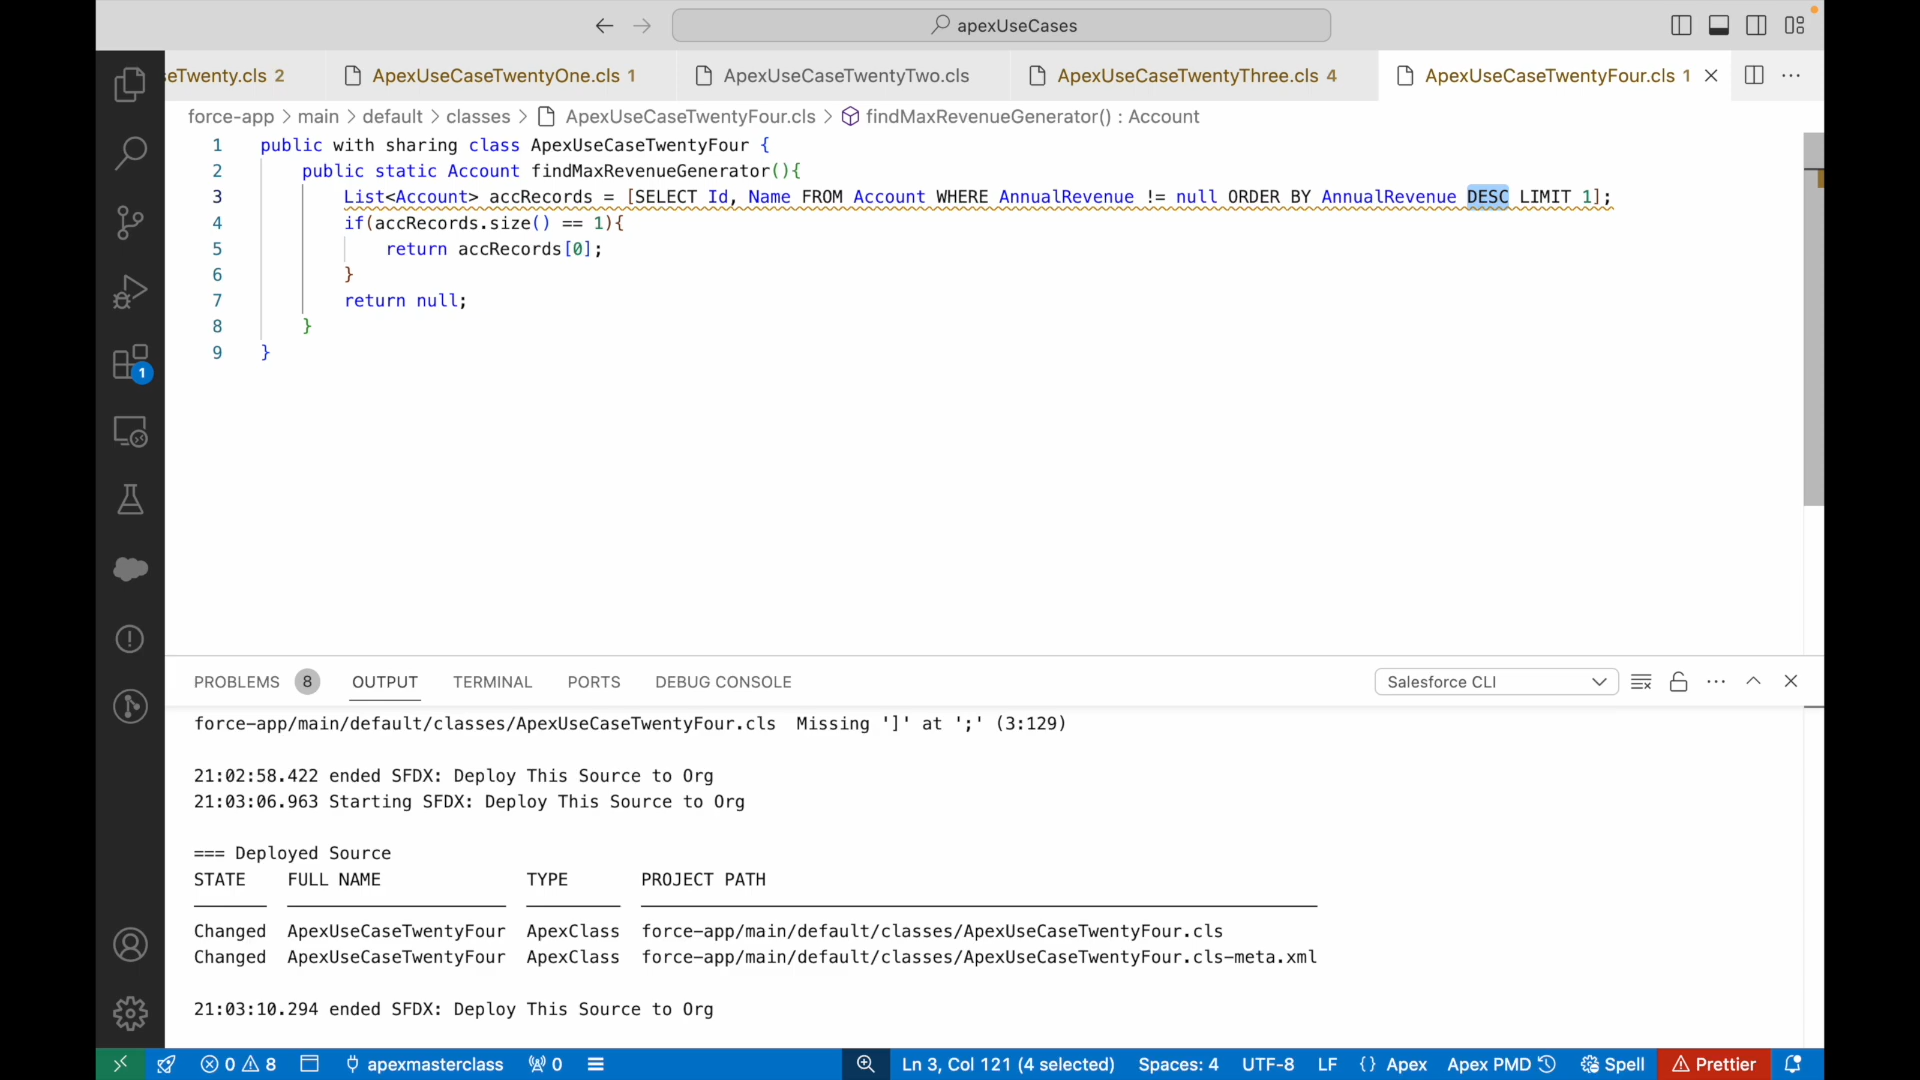 apexUseCases
seTwenty.cls 2 ApexUseCaseTwentyOne.cls 1 ApexUseCaseTwentyTwo.cls ApexUseCaseTwentyThree.cls 4 ApexUseCaseTwentyFour.cls 1
force-app > main > default > classes > ApexUseCaseTwentyFour.cls > findMaxRevenueGenerator() : Account
1 public with sharing class ApexUseCaseTwentyFour {
2 public static Account findMaxRevenueGenerator(){
3 List<Account> accRecords = [SELECT Id, Name FROM Account WHERE AnnualRevenue != null ORDER BY AnnualRevenue DESC LIMIT 1];
4 if(accRecords.size() == 1){
5 return accRecords[0];
6 }
7 return null;
8 }
9 }
1
PROBLEMS 8 OUTPUT TERMINAL PORTS DEBUG CONSOLE Salesforce CLI
force-app/main/default/classes/ApexUseCaseTwentyFour.cls Missing ']' at ';' (3:129)
21:02:58.422 ended SFDX: Deploy This Source to Org
21:03:06.963 Starting SFDX: Deploy This Source to Org
=== Deployed Source
STATE FULL NAME TYPE PROJECT PATH
Changed ApexUseCaseTwentyFour ApexClass force-app/main/default/classes/ApexUseCaseTwentyFour.cls
Changed ApexUseCaseTwentyFour ApexClass force-app/main/default/classes/ApexUseCaseTwentyFour.cls-meta.xml
21:03:10.294 ended SFDX: Deploy This Source to Org
0 8 apexmasterclass 0 Ln 3, Col 121 (4 selected) Spaces: 4 UTF-8 LF {} Apex Apex PMD Spell Prettier